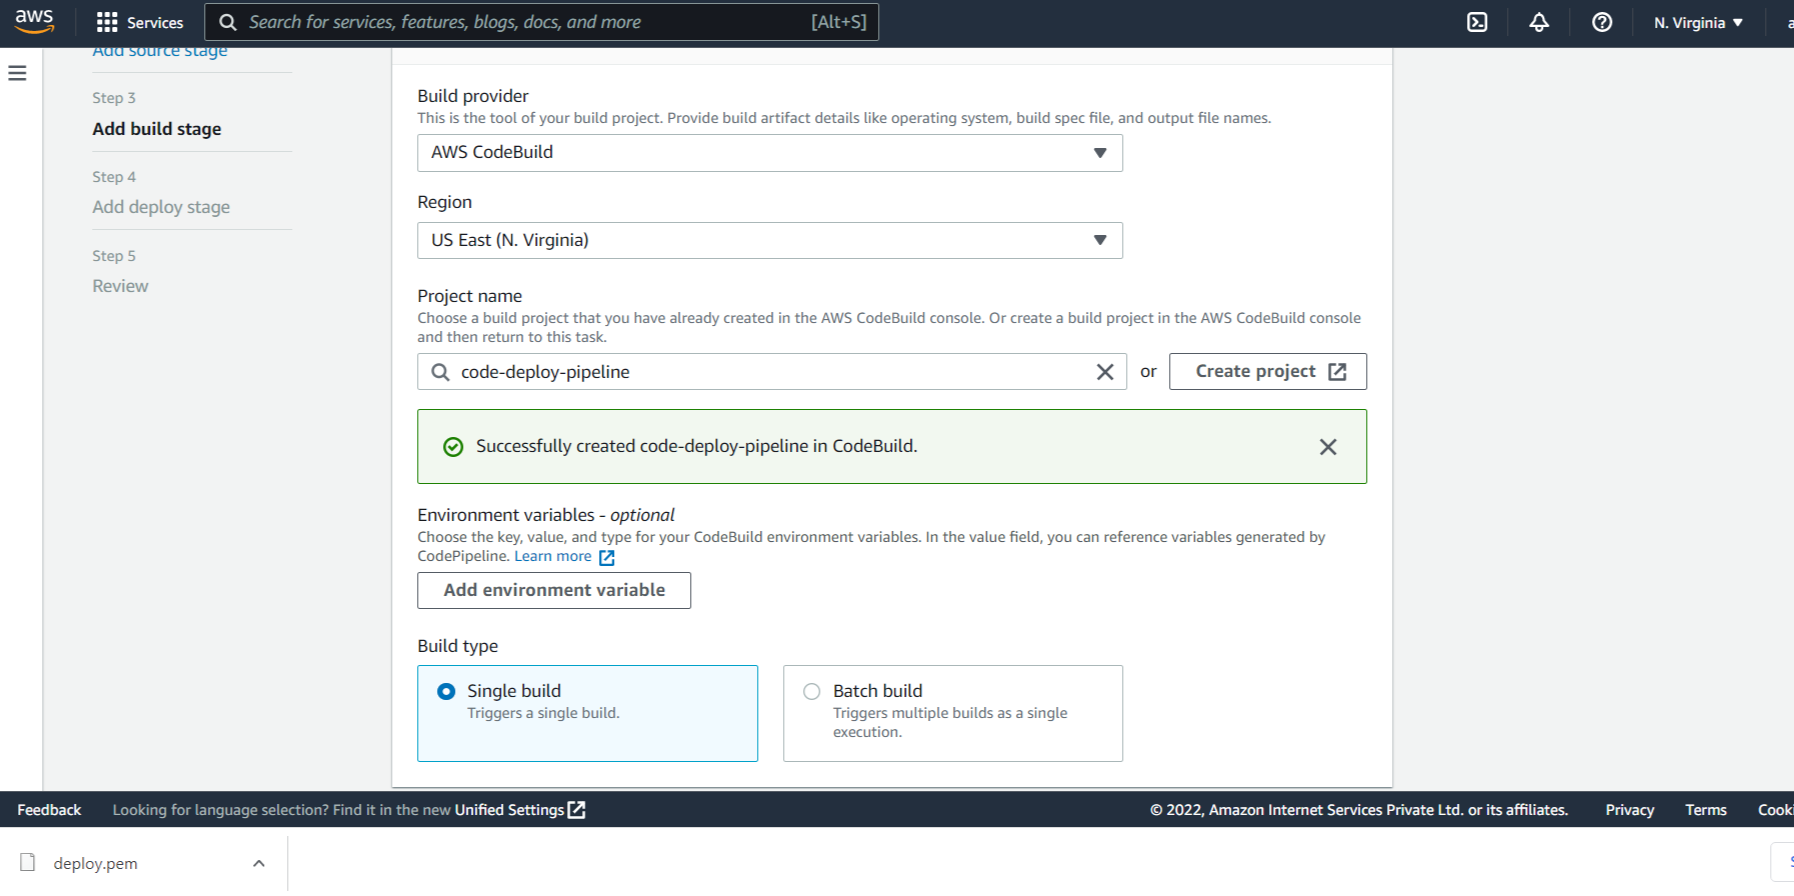 aws
Services
Search for services, features, blogs, docs, and more
[Alt+S]
N. Virginia
Add source stage
Step 3
Add build stage
Step 4
Add deploy stage
Step 5
Review
Build provider
This is the tool of your build project. Provide build artifact details like operating system, build spec file, and output file names.
AWS CodeBuild
Region
US East (N. Virginia)
Project name
Choose a build project that you have already created in the AWS CodeBuild console. Or create a build project in the AWS CodeBuild console
and then return to this task.
code-deploy-pipeline
or
Create project
Successfully created code-deploy-pipeline in CodeBuild.
Environment variables - optional
Choose the key, value, and type for your CodeBuild environment variables. In the value field, you can reference variables generated by
CodePipeline. Learn more
Add environment variable
Build type
Single build
Triggers a single build.
Batch build
Triggers multiple builds as a single
execution.
Feedback
Looking for language selection? Find it in the new Unified Settings
© 2022, Amazon Internet Services Private Ltd. or its affiliates.
Privacy
Terms
deploy.pem